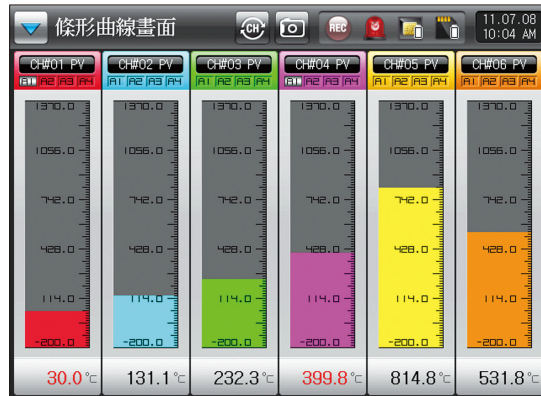 條形曲線畫面
CH
REC
11.07.08
10:04 AM
CH#01 PV CH#02 PV CH#03 PV CH#04 PV CH#05 PV CH#06 PV
A1 A2 A3 A4 A1 A2 A3 A4 A1 A2 A3 A4 A1 A2 A3 A4 A1 A2 A3 A4 A1 A2 A3 A4
1370.0 1370.0 1370.0 1370.0 1370.0 1370.0
1056.0 1056.0 1056.0 1056.0 1056.0 1056.0
742.0 742.0 742.0 742.0 742.0 742.0
428.0 428.0 428.0 428.0 428.0 428.0
114.0 114.0 114.0 114.0 114.0 114.0
-200.0 -200.0 -200.0 -200.0 -200.0 -200.0
30.0℃ 131.1℃ 232.3℃ 399.8℃ 814.8℃ 531.8℃